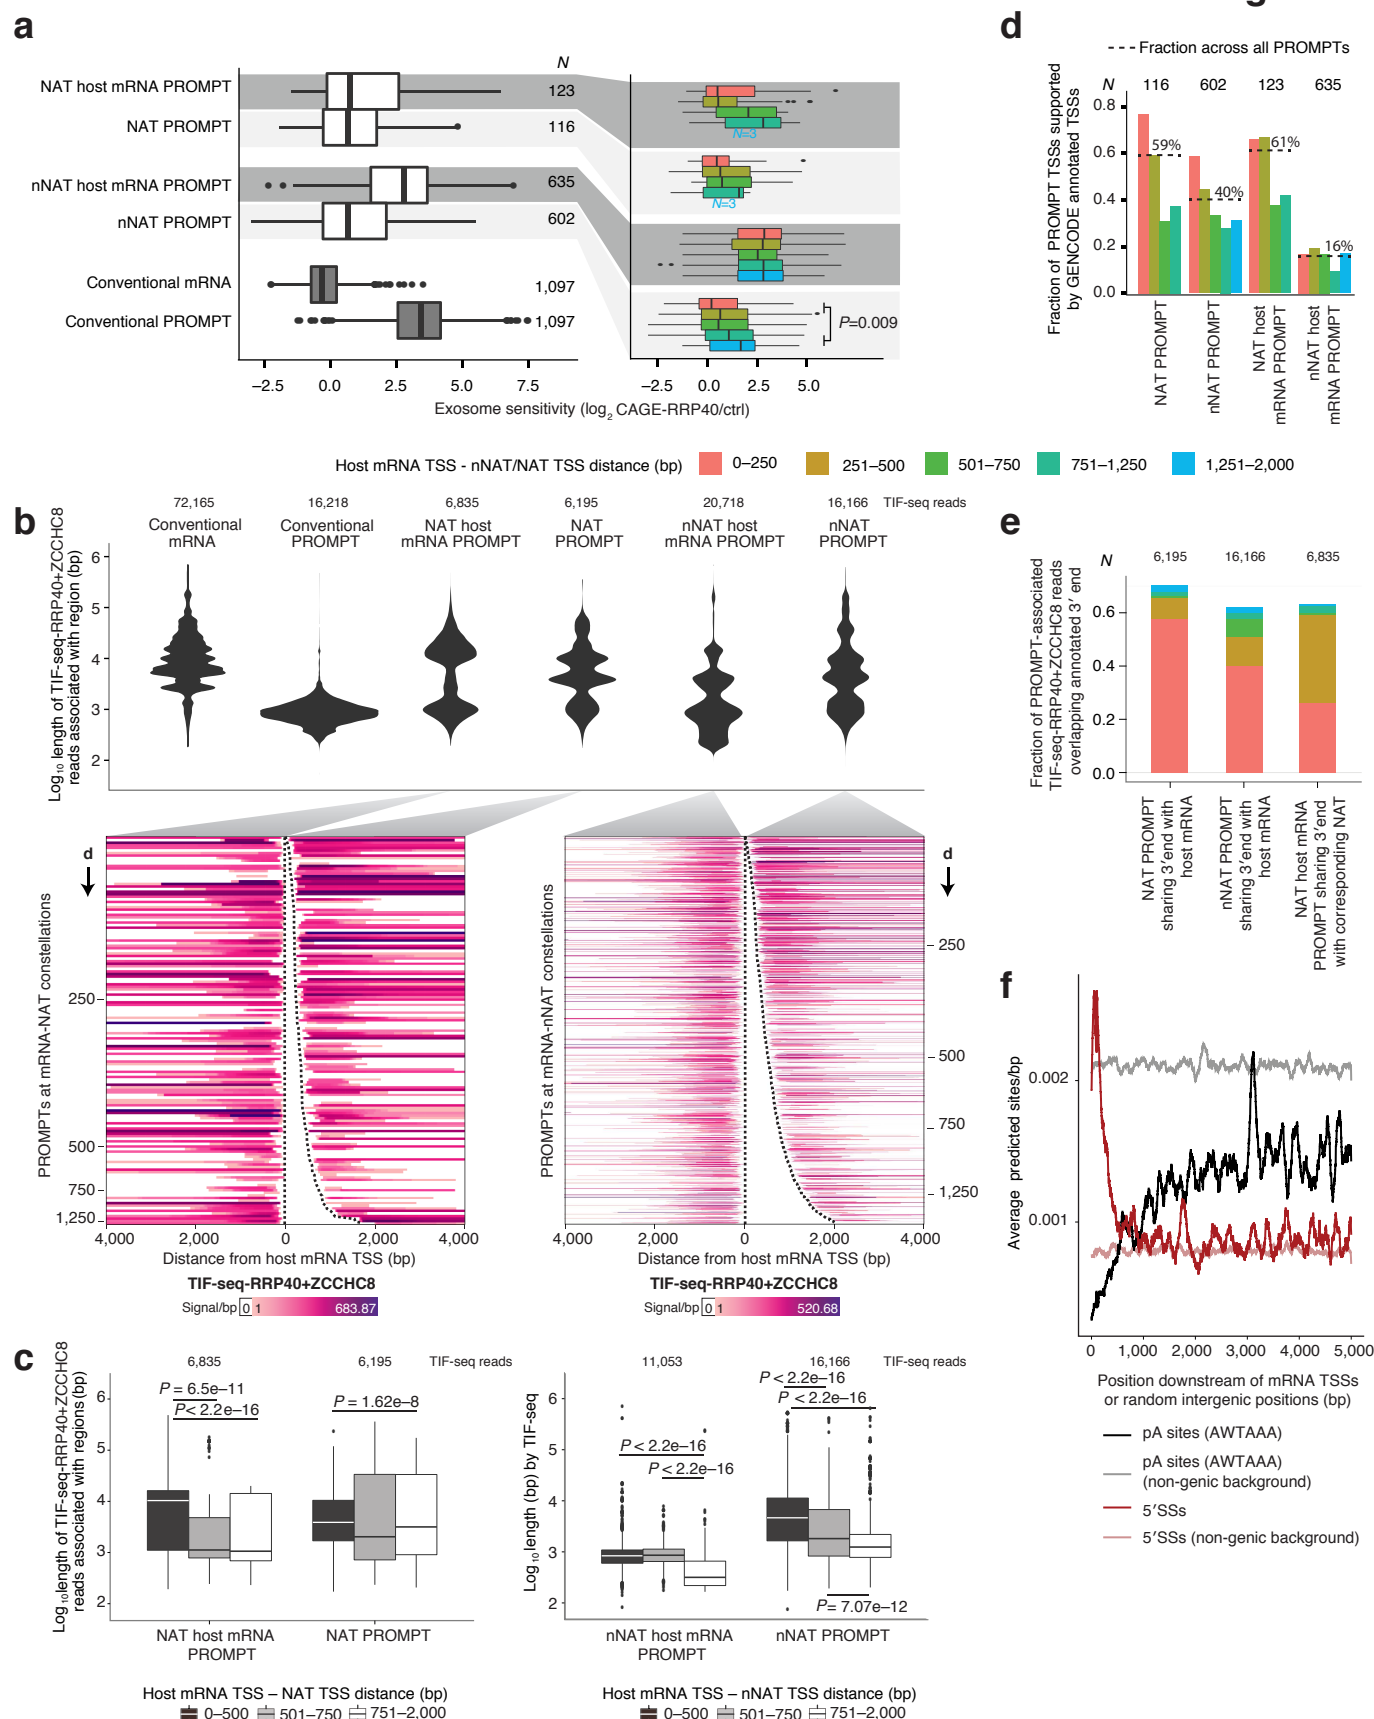 a
NAT host mRNA PROMPT
NAT PROMPT
nNAT host mRNA PROMPT
nNAT PROMPT
Conventional mRNA
Conventional PROMPT
N
123
116
635
602
1,097
1,097
N=3
N=3
P=0.009
−2.5 0.0 2.5 5.0 7.5
−2.5 0.0 2.5 5.0
Exosome sensitivity (log2 CAGE-RRP40/ctrl)
d
Fraction across all PROMPTs
N 116 602 123 635
Fraction of PROMPT TSSs supported
by GENCODE annotated TSSs
0.8
0.6
0.4
0.2
0.0
59%
40%
61%
16%
NAT PROMPT
nNAT PROMPT
NAT host
mRNA PROMPT
nNAT host
mRNA PROMPT
Host mRNA TSS - nNAT/NAT TSS distance (bp) 0–250 251–500 501–750 751–1,250 1,251–2,000
b
72,165 16,218 6,835 6,195 20,718 16,166 TIF-seq reads
Conventional
mRNA
Conventional
PROMPT
NAT host
mRNA PROMPT
NAT
PROMPT
nNAT host
mRNA PROMPT
nNAT
PROMPT
Log10 length of TIF-seq-RRP40+ZCCHC8
reads associated with region (bp)
6
5
4
3
2
d
PROMPTs at mRNA-NAT constellations
250
500
750
1,250
4,000 2,000 0 2,000 4,000
Distance from host mRNA TSS (bp)
TIF-seq-RRP40+ZCCHC8
Signal/bp 0 1 683.87
d
PROMPTs at mRNA-nNAT constellations
250
500
750
1,250
4,000 2,000 0 2,000 4,000
Distance from host mRNA TSS (bp)
TIF-seq-RRP40+ZCCHC8
Signal/bp 0 1 520.68
e
N 6,195 16,166 6,835
Fraction of PROMPT-associated
TIF-seq-RRP40+ZCCHC8 reads
overlapping annotated 3′ end
0.6
0.4
0.2
0.0
NAT PROMPT
sharing 3′end with
host mRNA
nNAT PROMPT
sharing 3′end with
host mRNA
NAT host mRNA
PROMPT sharing 3′end
with corresponding NAT
f
Average predicted sites/bp
0.002
0.001
0 1,000 2,000 3,000 4,000 5,000
Position downstream of mRNA TSSs
or random intergenic positions (bp)
pA sites (AWTAAA)
pA sites (AWTAAA)
(non-genic background)
5′SSs
5′SSs (non-genic background)
c
Log10 length of TIF-seq-RRP40+ZCCHC8
reads associated with regions(bp)
6,835 6,195 TIF-seq reads
6
5
4
3
2
P = 6.5e−11
P < 2.2e−16
P = 1.62e−8
NAT host mRNA
PROMPT
NAT PROMPT
Host mRNA TSS – NAT TSS distance (bp)
0–500 501–750 751–2,000
Log10 length (bp) by TIF-seq
11,053 16,166 TIF-seq reads
6
5
4
3
2
P < 2.2e−16
P < 2.2e−16
P < 2.2e−16
P < 2.2e−16
P = 7.07e−12
nNAT host mRNA
PROMPT
nNAT PROMPT
Host mRNA TSS – nNAT TSS distance (bp)
0–500 501–750 751–2,000